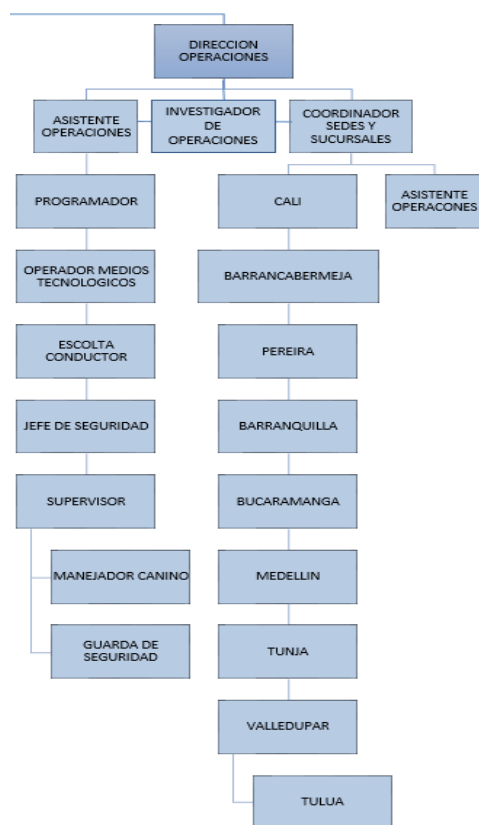 DIRECCION
OPERACIONES
ASISTENTE
OPERACIONES
INVESTIGADOR
DE
OPERACIONES
COORDINADOR
SEDES Y
SUCURSALES
PROGRAMADOR
CALI
ASISTENTE
OPERACONES
OPERADOR MEDIOS
TECNOLOGICOS
BARRANCABERMEJA
ESCOLTA
CONDUCTOR
PEREIRA
JEFE DE SEGURIDAD
BARRANQUILLA
SUPERVISOR
BUCARAMANGA
MANEJADOR CANINO
MEDELLIN
GUARDA DE
SEGURIDAD
TUNJA
VALLEDUPAR
TULUA